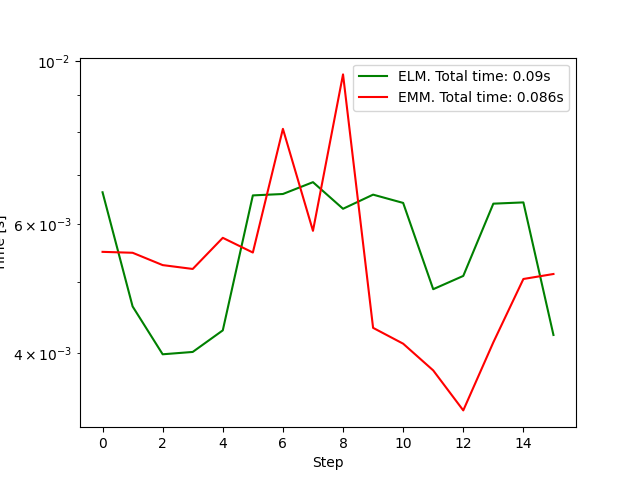 10⁻²
6 × 10⁻³
4 × 10⁻³
Time [s]
ELM. Total time: 0.09s
EMM. Total time: 0.086s
0 2 4 6 8 10 12 14
Step